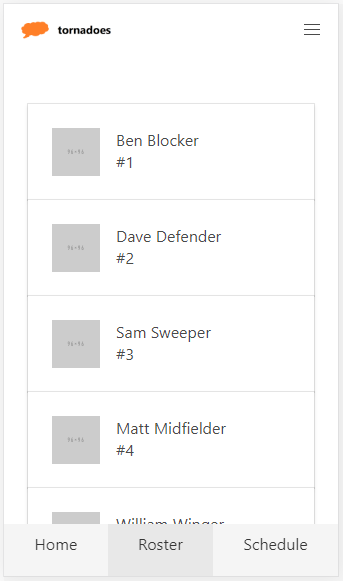 tornadoes
Ben Blocker
#1
Dave Defender
#2
Sam Sweeper
#3
Matt Midfielder
#4
William Winger
Home Roster Schedule